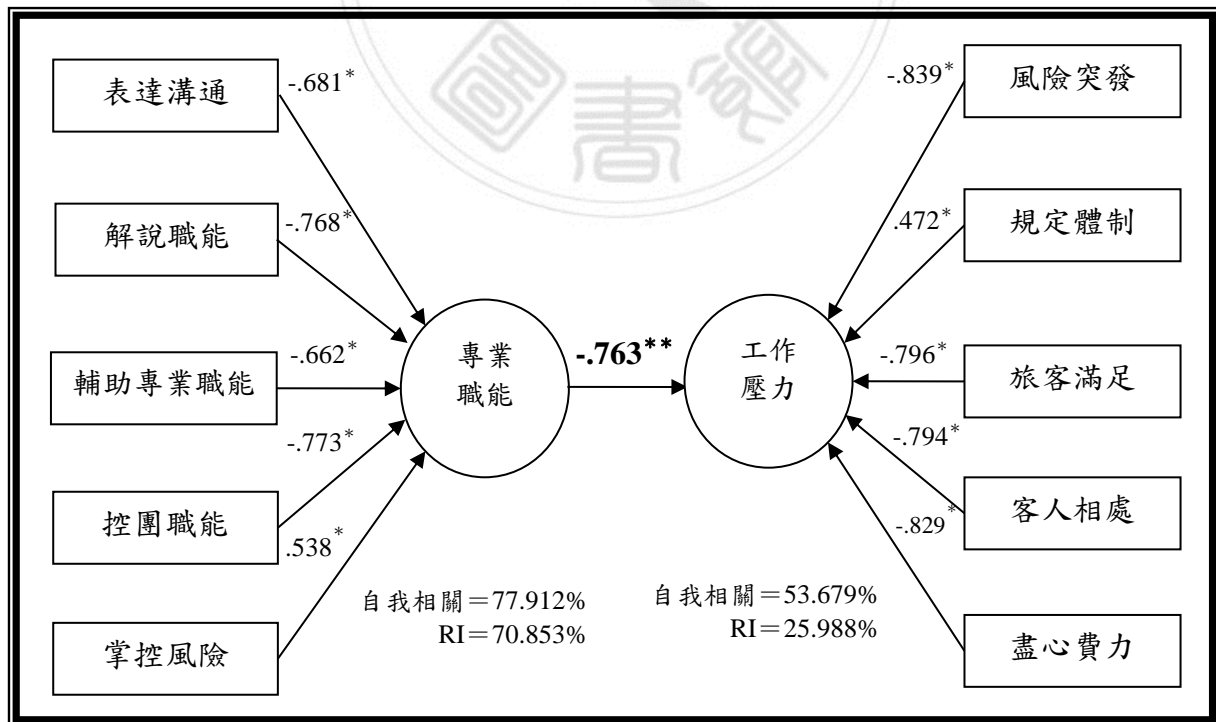 表達溝通
-.681*
解說職能
-.768*
輔助專業職能
-.662*
控團職能
-.773*
掌控風險
.538*
專業
職能
-.763**
工作
壓力
風險突發
-.839*
規定體制
.472*
旅客滿足
-.796*
客人相處
-.794*
盡心費力
-.829*
自我相關＝77.912%
RI＝70.853%
自我相關＝53.679%
RI＝25.988%
書